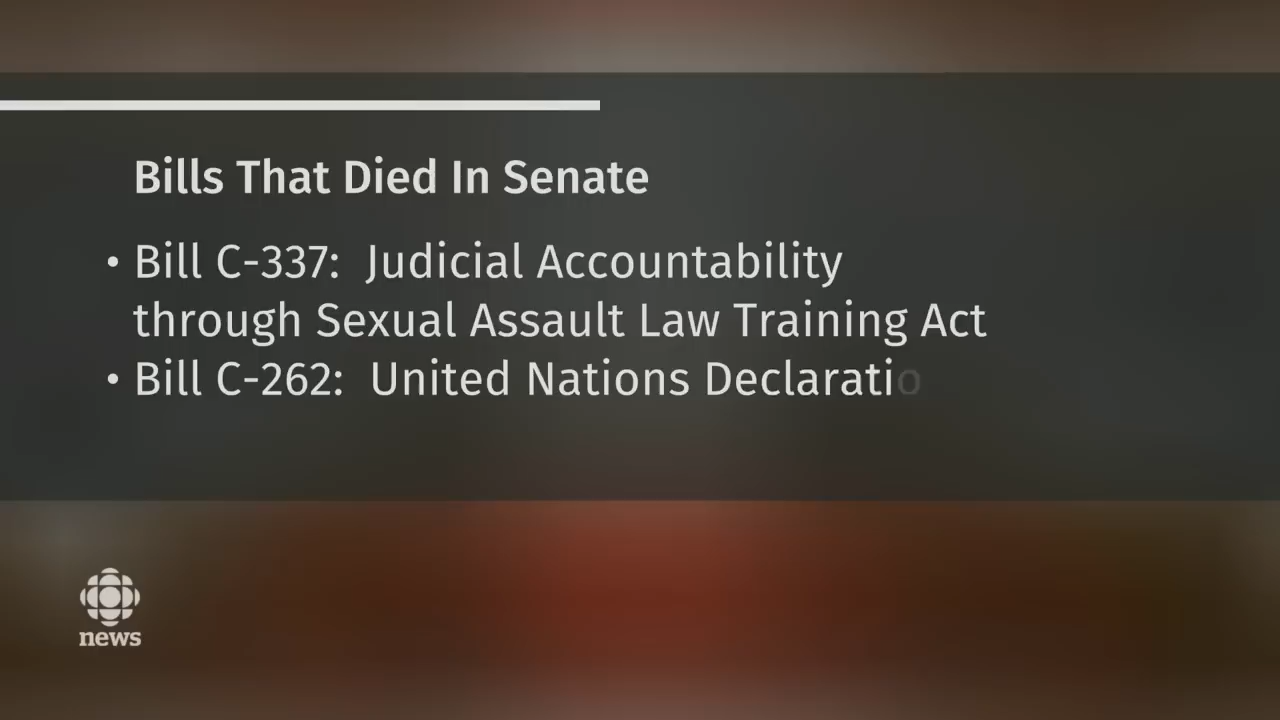 Bills That Died In Senate
• Bill C-337: Judicial Accountability
through Sexual Assault Law Training Act
• Bill C-262: United Nations Declaratio
news